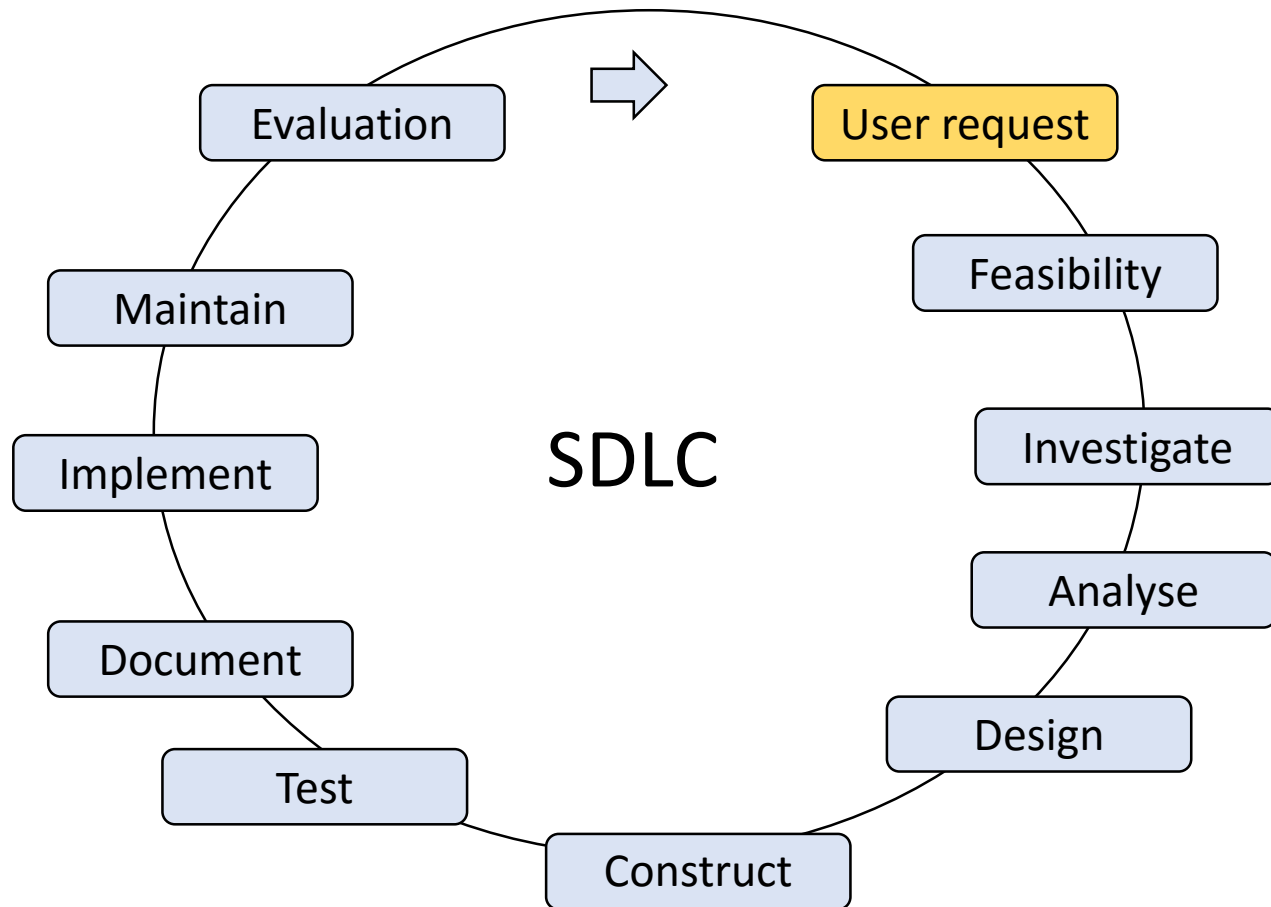 Evaluation
User request
Feasibility
Maintain
Investigate
Implement
SDLC
Analyse
Document
Design
Test
Construct